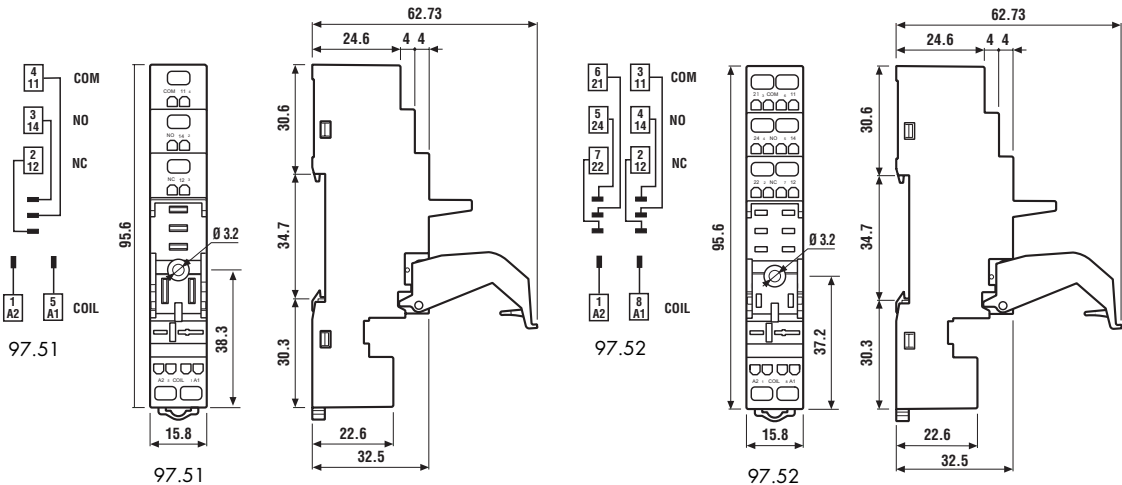 62.73
24.6 4 4
4
11
COM
3
14
NO
2
12
NC
1
A2
5
A1
COIL
97.51
COM 11
NO 14
NC 12
Ø 3.2
95.6
38.3
A2 COIL A1
15.8
97.51
30.6
34.7
30.3
22.6
32.5
62.73
24.6 4 4
6
21
3
11
COM
5
24
4
14
NO
7
22
2
12
NC
1
A2
8
A1
COIL
97.52
21 COM 11
24 NO 14
22 NC 12
Ø 3.2
95.6
37.2
A2 COIL A1
15.8
97.52
30.6
34.7
30.3
22.6
32.5